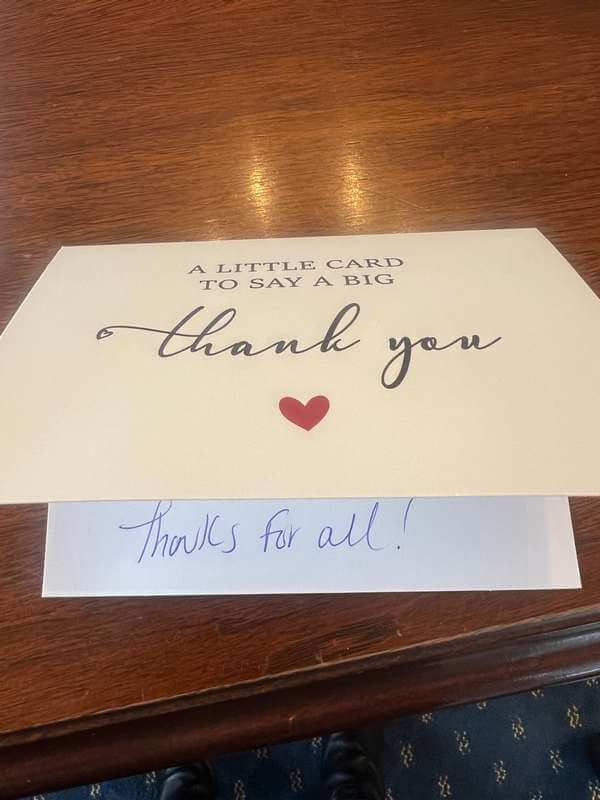 A LITTLE CARD
TO SAY A BIG
thank you
Thanks for all!